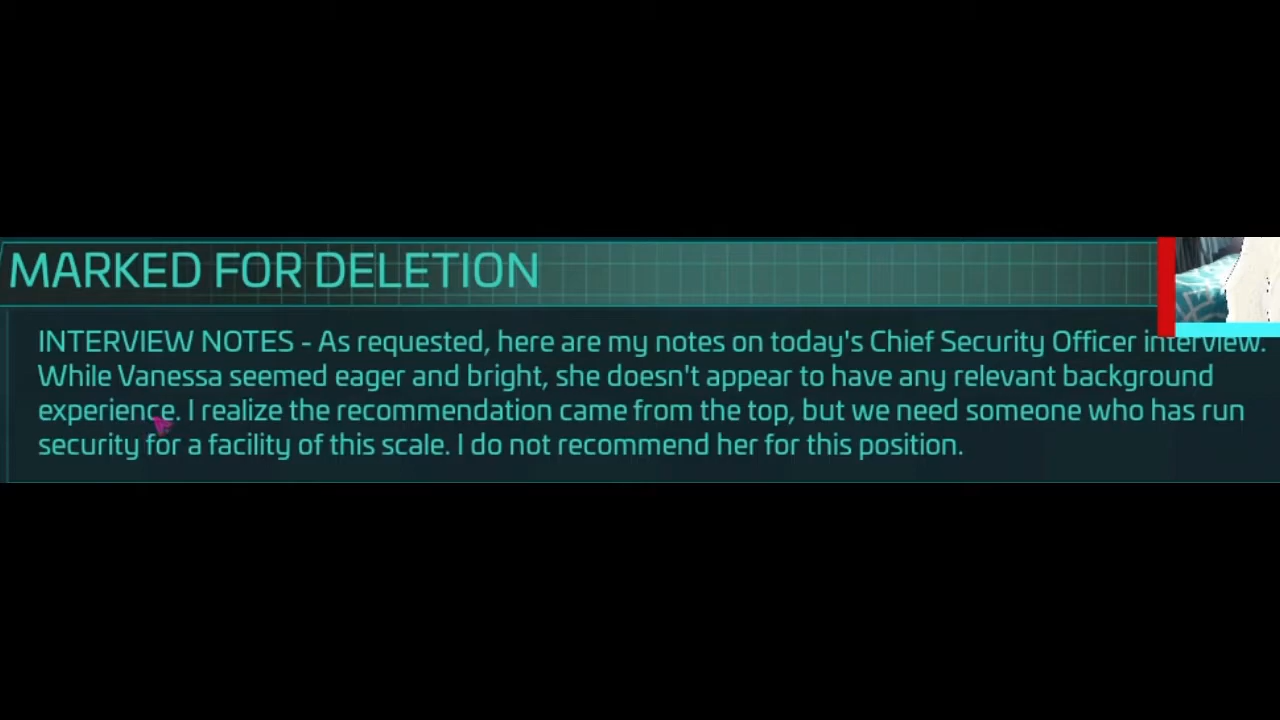 MARKED FOR DELETION
INTERVIEW NOTES - As requested, here are my notes on today's Chief Security Officer interview.
While Vanessa seemed eager and bright, she doesn't appear to have any relevant background
experience. I realize the recommendation came from the top, but we need someone who has run
security for a facility of this scale. I do not recommend her for this position.